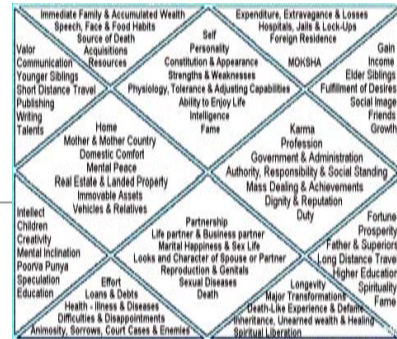 Immediate Family & Accumulated Wealth
Speech, Face & Food Habits
Source of Death
Acquisitions
Resources
Self
Personality
Constitution & Appearance
Strengths & Weaknesses
Physiology, Tolerance & Adjusting Capabilities
Ability to Enjoy Life
Intelligence
Fame
Expenditure, Extravagance & Losses
Hospitals, Jails & Lock-Ups
Foreign Residence
MOKSHA
Valor
Communication
Younger Siblings
Short Distance Travel
Publishing
Writing
Talents
Gain
Income
Elder Siblings
Fulfillment of Desires
Social Image
Friends
Growth
Home
Mother & Mother Country
Domestic Comfort
Mental Peace
Real Estate & Landed Property
Immovable Assets
Vehicles & Relatives
Karma
Profession
Government & Administration
Authority, Responsibility & Social Standing
Mass Dealing & Achievements
Dignity & Reputation
Duty
Intellect
Children
Creativity
Mental Inclination
Poorva Punya
Speculation
Education
Partnership
Life partner & Business partner
Marital Happiness & Sex Life
Looks and Character of Spouse or Partner
Reproduction & Genitals
Sexual Diseases
Death
Fortune
Prosperity
Father & Superiors
Long Distance Travel
Higher Education
Spirituality
Fame
Effort
Loans & Debts
Health - Illness & Diseases
Difficulties & Disappointments
Animosity, Sorrows, Court Cases & Enemies
Longevity
Major Transformations
Death-Like Experience & Defame
Inheritance, Unearned wealth & Healing
Spiritual Liberation